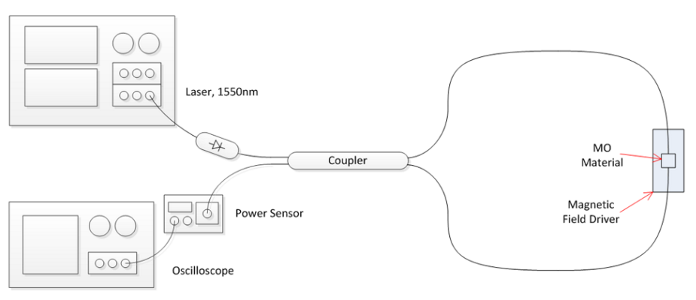 Laser, 1550nm
Coupler
MO
Material
Magnetic
Field Driver
Power Sensor
Oscilloscope